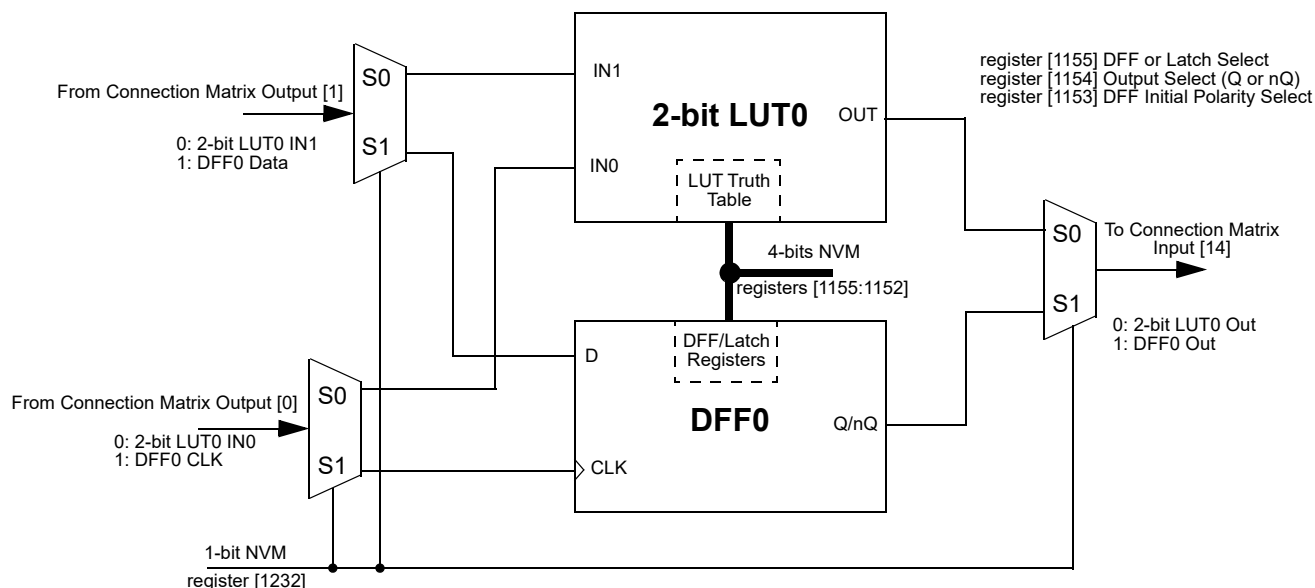 From Connection Matrix Output [1]
0: 2-bit LUT0 IN1
1: DFF0 Data
S0
S1
IN1
IN0
2-bit LUT0
OUT
LUT Truth
Table
register [1155] DFF or Latch Select
register [1154] Output Select (Q or nQ)
register [1153] DFF Initial Polarity Select
4-bits NVM
registers [1155:1152]
S0
S1
To Connection Matrix
Input [14]
0: 2-bit LUT0 Out
1: DFF0 Out
From Connection Matrix Output [0]
0: 2-bit LUT0 IN0
1: DFF0 CLK
S0
S1
D
DFF/Latch
Registers
DFF0
Q/nQ
CLK
1-bit NVM
register [1232]